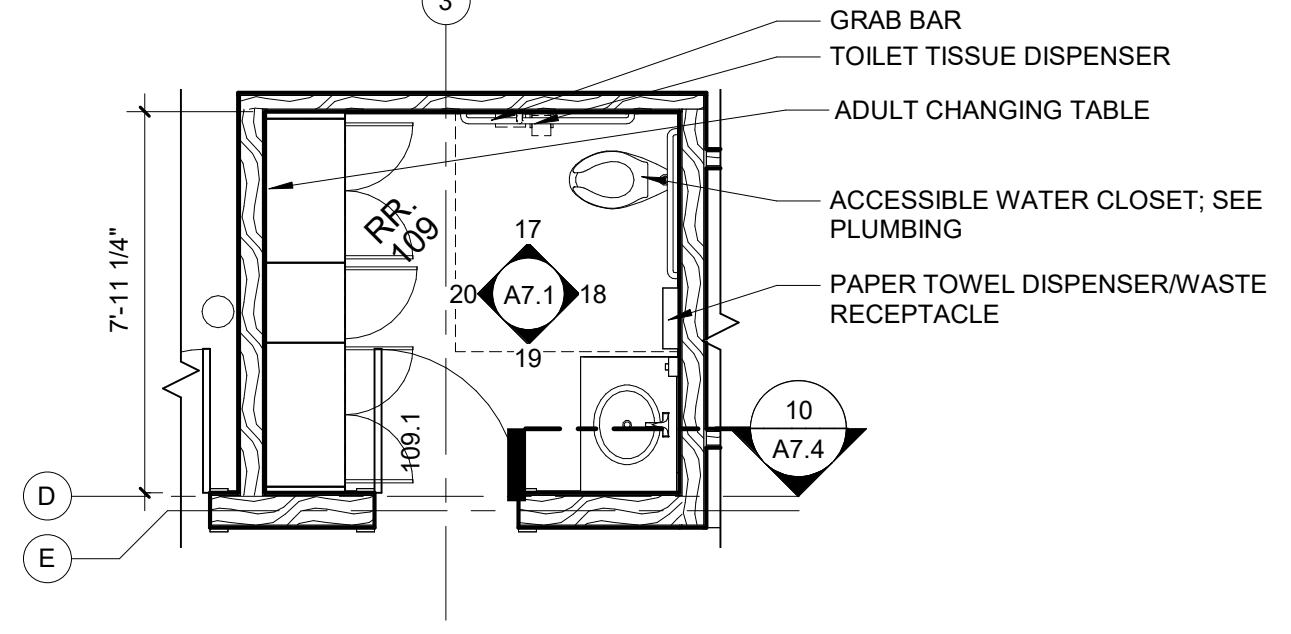 3
GRAB BAR
TOILET TISSUE DISPENSER
ADULT CHANGING TABLE
ACCESSIBLE WATER CLOSET; SEE
PLUMBING
PAPER TOWEL DISPENSER/WASTE
RECEPTACLE
7'-11 1/4"
RR.
109
17
20
A7.1
18
19
109.1
10
A7.4
D
E